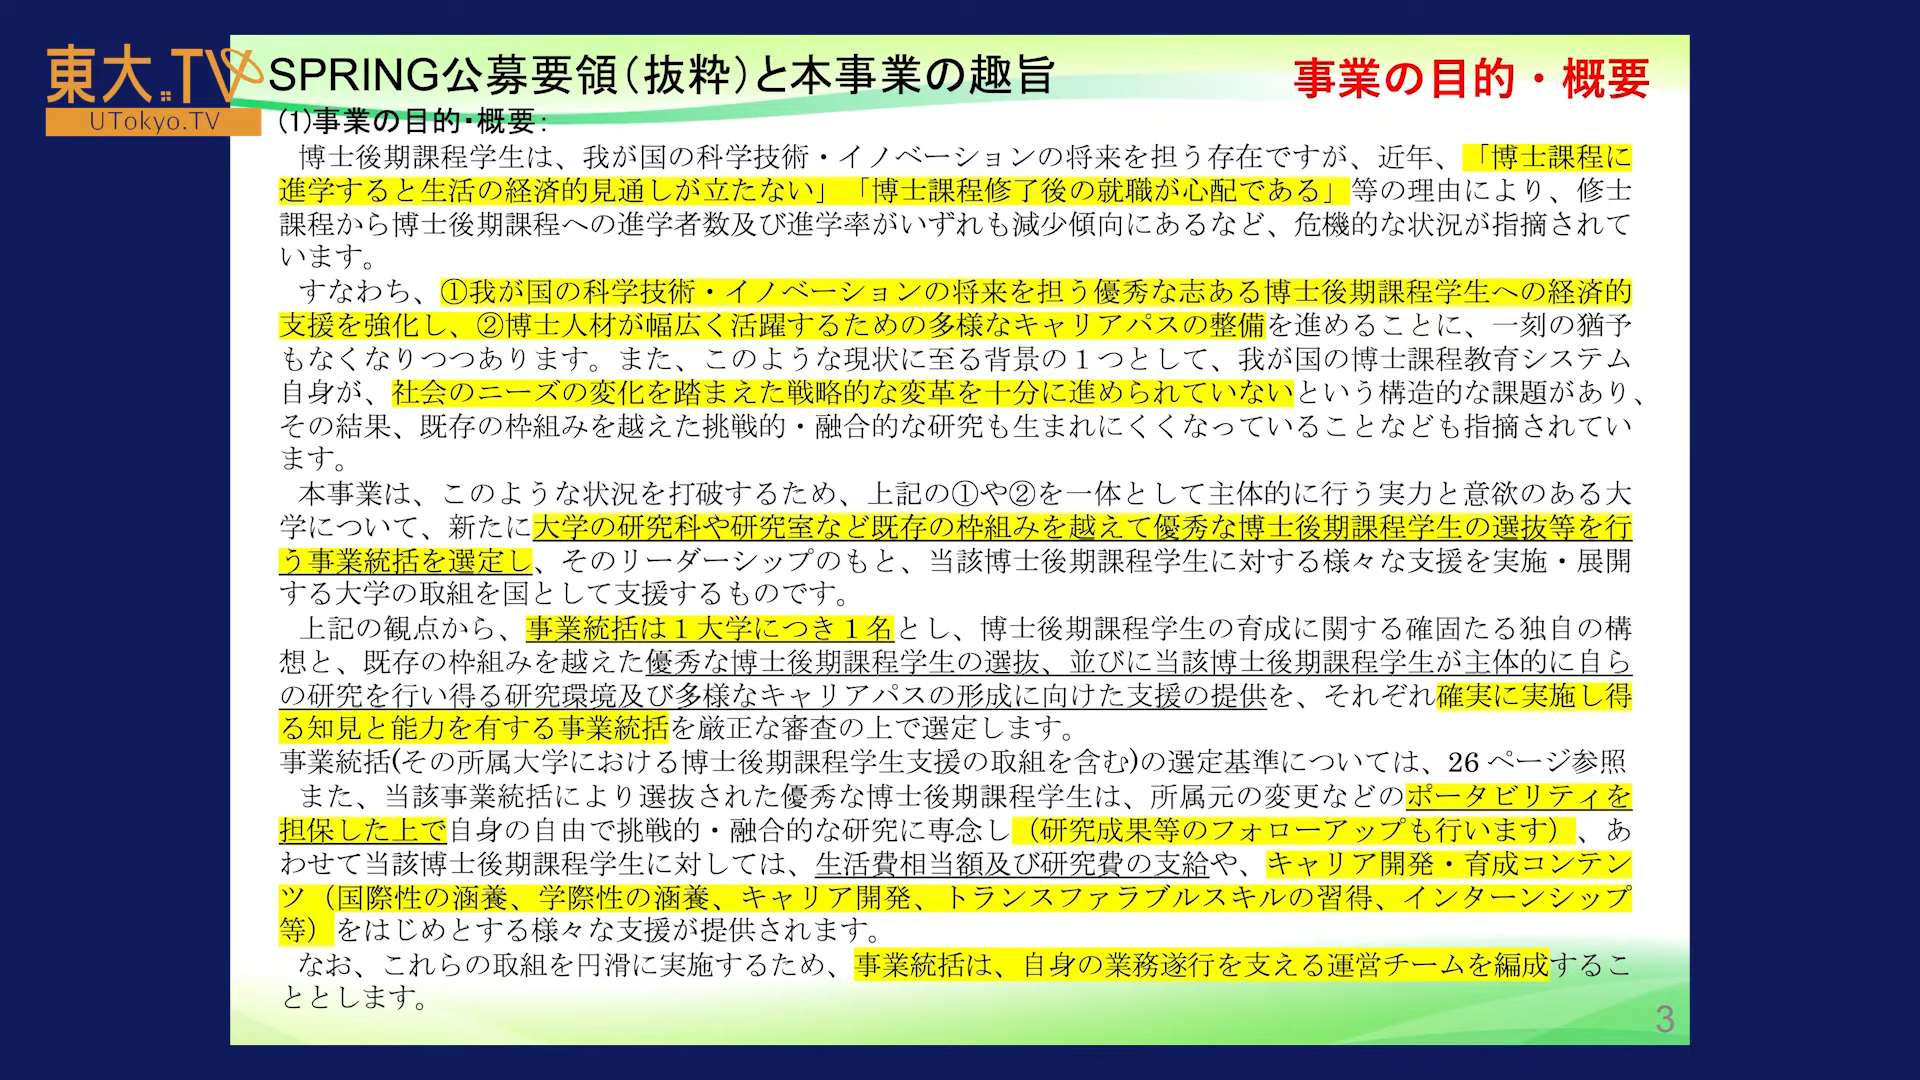 東大.TV
UTokyo.TV
SPRING公募要領(抜粋)と本事業の趣旨
事業の目的・概要
(1)事業の目的・概要:
博士後期課程学生は、我が国の科学技術・イノベーションの将来を担う存在ですが、近年、「博士課程に
進学すると生活の経済的見通しが立たない」「博士課程修了後の就職が心配である」等の理由により、修士
課程から博士後期課程への進学者数及び進学率がいずれも減少傾向にあるなど、危機的な状況が指摘されて
います。
すなわち、①我が国の科学技術・イノベーションの将来を担う優秀な志ある博士後期課程学生への経済的
支援を強化し、②博士人材が幅広く活躍するための多様なキャリアパスの整備を進めることに、一刻の猶予
もなくなりつつあります。また、このような現状に至る背景の1つとして、我が国の博士課程教育システム
自身が、社会のニーズの変化を踏まえた戦略的な変革を十分に進められていないという構造的な課題があり、
その結果、既存の枠組みを越えた挑戦的・融合的な研究も生まれにくくなっていることなども指摘されてい
ます。
本事業は、このような状況を打破するため、上記の①や②を一体として主体的に行う実力と意欲のある大
学について、新たに大学の研究科や研究室など既存の枠組みを越えて優秀な博士後期課程学生の選抜等を行
う事業統括を選定し、そのリーダーシップのもと、当該博士後期課程学生に対する様々な支援を実施・展開
する大学の取組を国として支援するものです。
上記の観点から、事業統括は1大学につき1名とし、博士後期課程学生の育成に関する確固たる独自の構
想と、既存の枠組みを越えた優秀な博士後期課程学生の選抜、並びに当該博士後期課程学生が主体的に自ら
の研究を行い得る研究環境及び多様なキャリアパスの形成に向けた支援の提供を、それぞれ確実に実施し得
る知見と能力を有する事業統括を厳正な審査の上で選定します。
事業統括(その所属大学における博士後期課程学生支援の取組を含む)の選定基準については、26 ページ参照
また、当該事業統括により選抜された優秀な博士後期課程学生は、所属元の変更などのポータビリティを
担保した上で自身の自由で挑戦的・融合的な研究に専念し(研究成果等のフォローアップも行います)、あ
わせて当該博士後期課程学生に対しては、生活費相当額及び研究費の支給や、キャリア開発・育成コンテン
ツ(国際性の涵養、学際性の涵養、キャリア開発、トランスファラブルスキルの習得、インターンシップ
等)をはじめとする様々な支援が提供されます。
なお、これらの取組を円滑に実施するため、事業統括は、自身の業務遂行を支える運営チームを編成するこ
ととします。
3